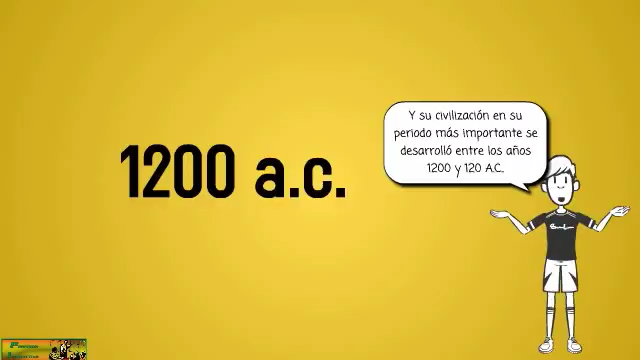 1200 a.c.
Y su civilización en su
periodo más importante se
desarrolló entre los años
1200 y 120 A.C.